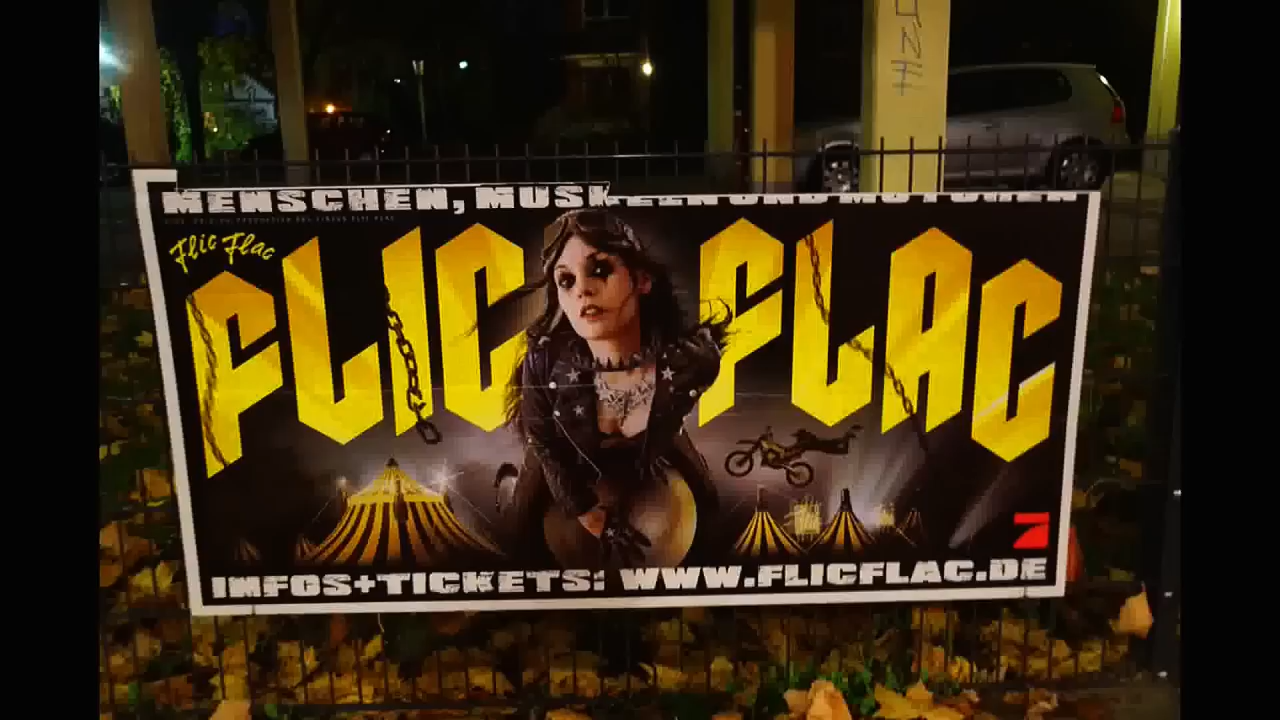 MENSCHEN, MUSKELN UND MOTOREN
Flic Flac
FLIC FLAC
INFOS+TICKETS: WWW.FLICFLAC.DE